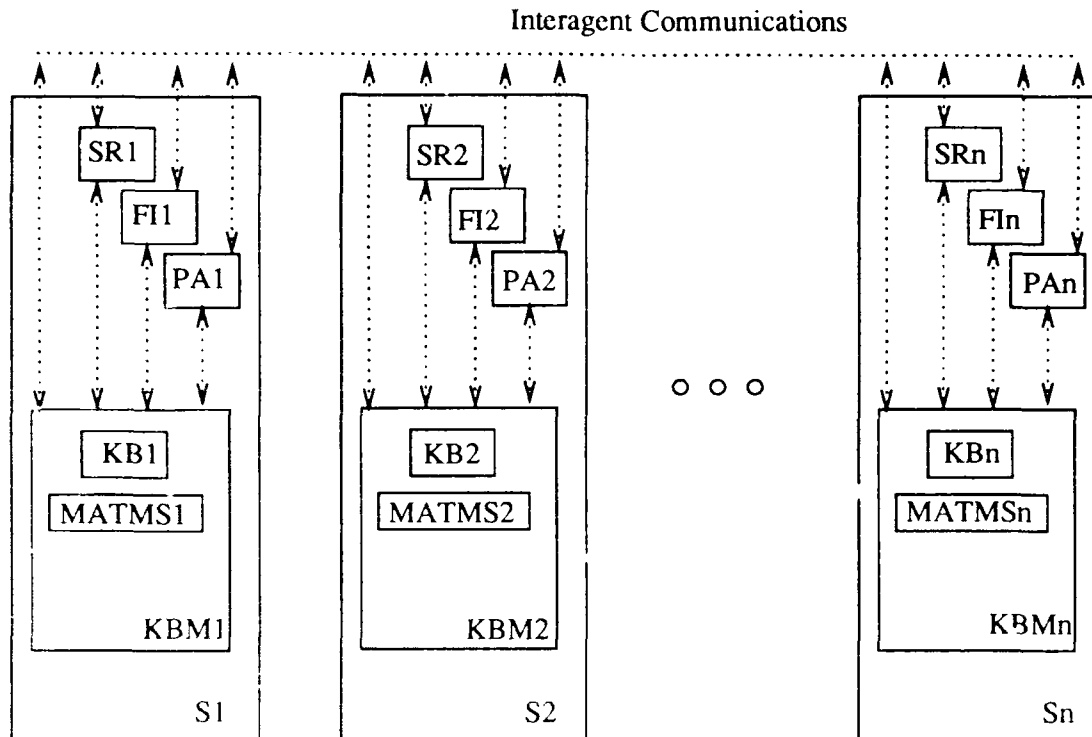 Interagent Communications
SR1
SR2
SRn
FI1
FI2
FIn
PA1
PA2
PAn
KB1
KB2
KBn
MATMS1
MATMS2
MATMSn
KBM1
KBM2
KBMn
S1
S2
Sn